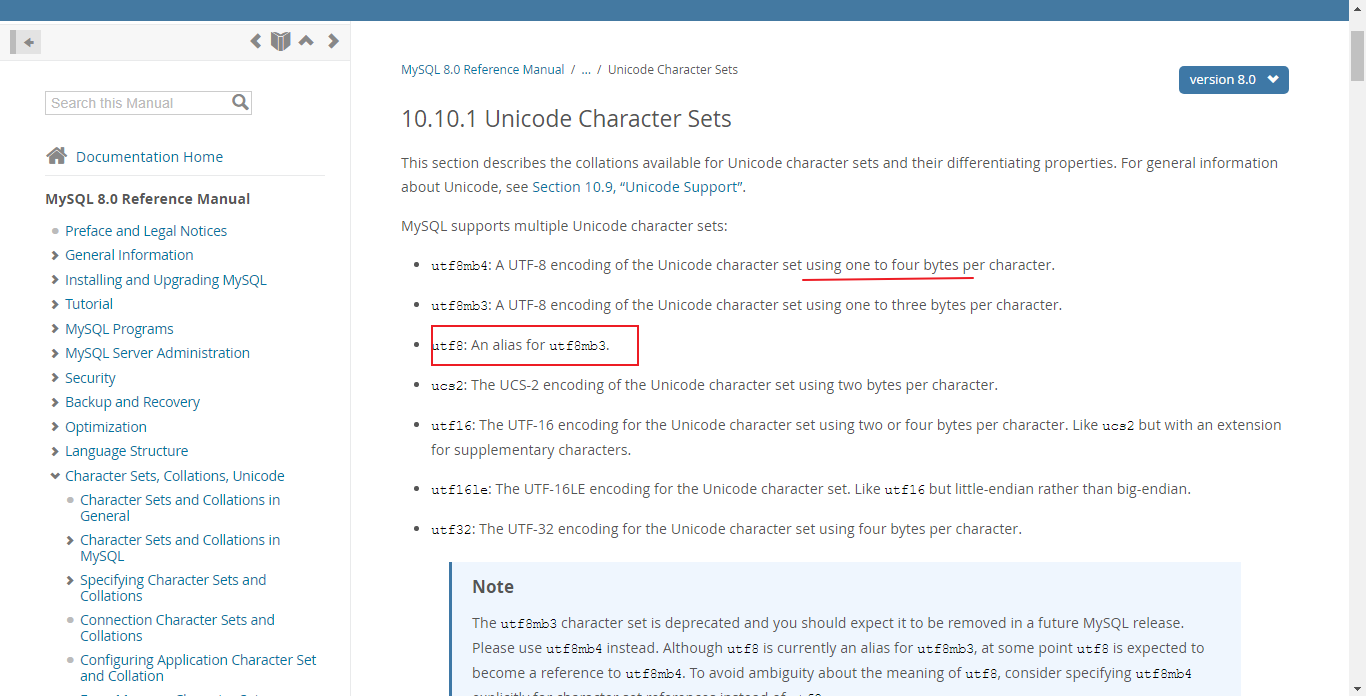 MySQL 8.0 Reference Manual / ... / Unicode Character Sets
version 8.0
Search this Manual
Documentation Home
MySQL 8.0 Reference Manual
Preface and Legal Notices
General Information
Installing and Upgrading MySQL
Tutorial
MySQL Programs
MySQL Server Administration
Security
Backup and Recovery
Optimization
Language Structure
Character Sets, Collations, Unicode
Character Sets and Collations in
General
Character Sets and Collations in
MySQL
Specifying Character Sets and
Collations
Connection Character Sets and
Collations
Configuring Application Character Set
and Collation
10.10.1 Unicode Character Sets
This section describes the collations available for Unicode character sets and their differentiating properties. For general information
about Unicode, see Section 10.9, “Unicode Support”.
MySQL supports multiple Unicode character sets:
utf8mb4: A UTF-8 encoding of the Unicode character set using one to four bytes per character.
utf8mb3: A UTF-8 encoding of the Unicode character set using one to three bytes per character.
utf8: An alias for utf8mb3.
ucs2: The UCS-2 encoding of the Unicode character set using two bytes per character.
utf16: The UTF-16 encoding for the Unicode character set using two or four bytes per character. Like ucs2 but with an extension
for supplementary characters.
utf16le: The UTF-16LE encoding for the Unicode character set. Like utf16 but little-endian rather than big-endian.
utf32: The UTF-32 encoding for the Unicode character set using four bytes per character.
Note
The utf8mb3 character set is deprecated and you should expect it to be removed in a future MySQL release.
Please use utf8mb4 instead. Although utf8 is currently an alias for utf8mb3, at some point utf8 is expected to
become a reference to utf8mb4. To avoid ambiguity about the meaning of utf8, consider specifying utf8mb4
explicitly for character set references instead of utf8.